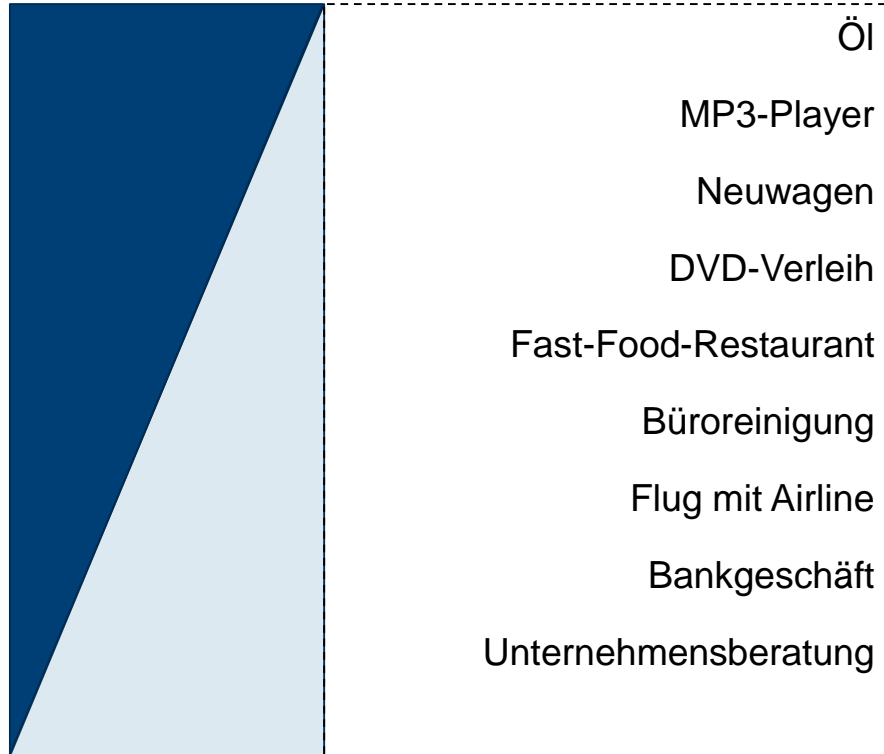 Öl
MP3-Player
Neuwagen
DVD-Verleih
Fast-Food-Restaurant
Büroreinigung
Flug mit Airline
Bankgeschäft
Unternehmensberatung